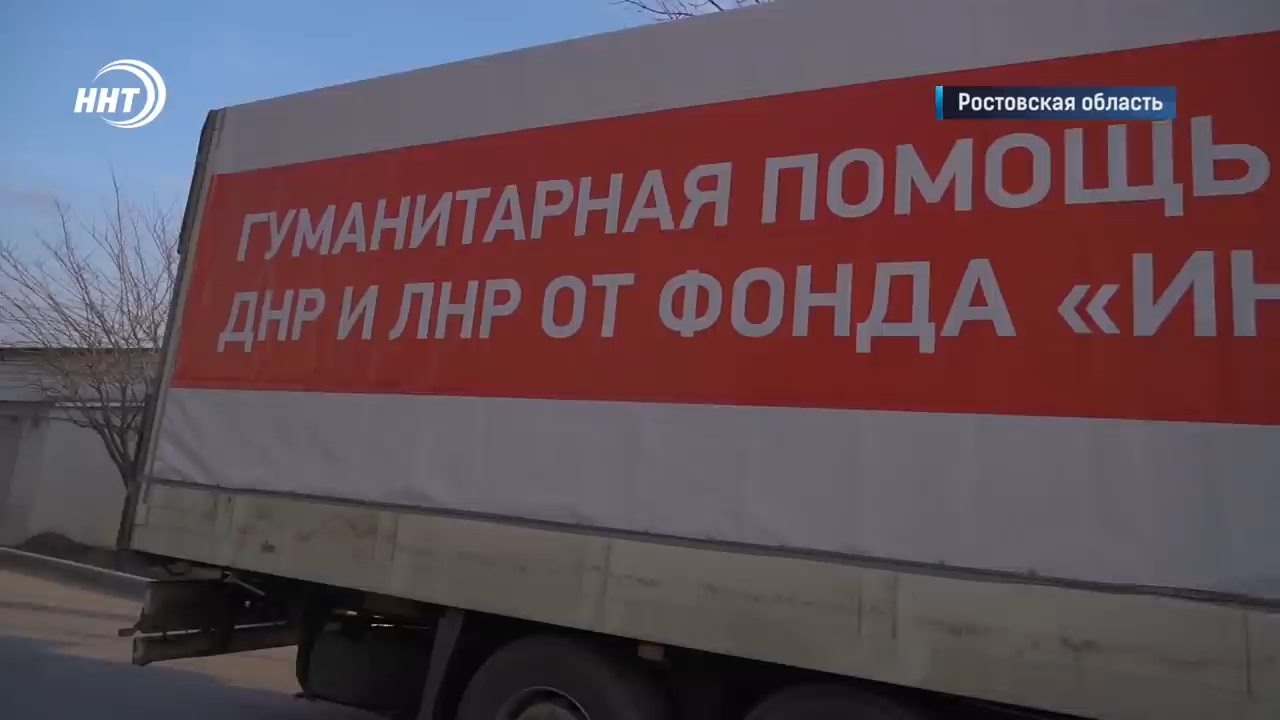 ННТ
Ростовская область
ГУМАНИТАРНАЯ ПОМОЩЬ
ДНР И ЛНР ОТ ФОНДА «ИН